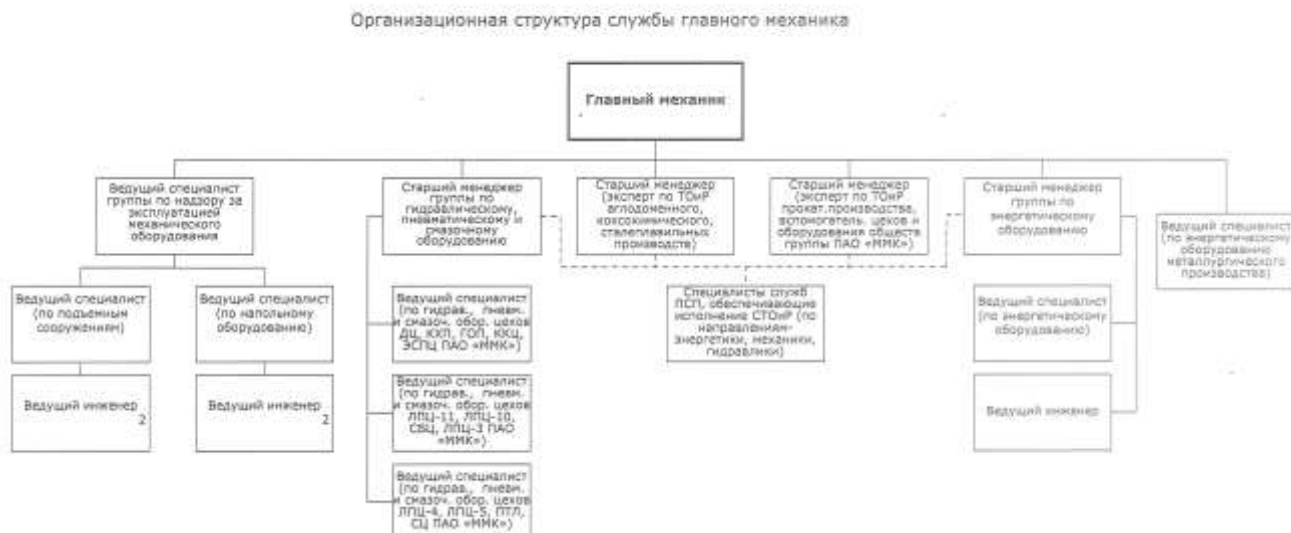 Организационная структура службы главного механика
Главный механик
Ведущий специалист
группы по надзору за
эксплуатацией
механического
оборудования
Старший менеджер
группы по
гидравлическому,
пневматическому и
смазочному
оборудованию
Старший менеджер
(эксперт по ТОиР
аглодоменного,
коксохимического,
сталеплавильных
производств)
Старший менеджер
(эксперт по ТОиР
прокат.производства,
вспомогатель. цехов и
оборудования обществ
группы ПАО «ММК»)
Старший менеджер
группы по
энергетическому
оборудованию
Ведущий специалист
(по энергетическому
оборудованию
металлургического
производства)
Ведущий специалист
(по подъемным
сооружениям)
Ведущий специалист
(по напольному
оборудованию)
Ведущий специалист
(по гидрав., пневм.
и смазоч. обор. цехов
ДЦ, КХП, ГОП, ККЦ,
ЭСПЦ ПАО «ММК»)
Специалисты служб
ПСП, обеспечивающие
исполнение СТОиР (по
направлениям-
энергетики, механики,
гидравлики)
Ведущий специалист
(по энергетическому
оборудованию)
Ведущий инженер
2
Ведущий инженер
2
Ведущий специалист
(по гидрав., пневм.
и смазоч. обор. цехов
ЛПЦ-11, ЛПЦ-10,
СВЦ, ЛПЦ-3 ПАО
«ММК»)
Ведущий инженер
Ведущий специалист
(по гидрав., пневм.
и смазоч. обор. цехов
ЛПЦ-4, ЛПЦ-5, ПТЛ,
СЦ ПАО «ММК»)